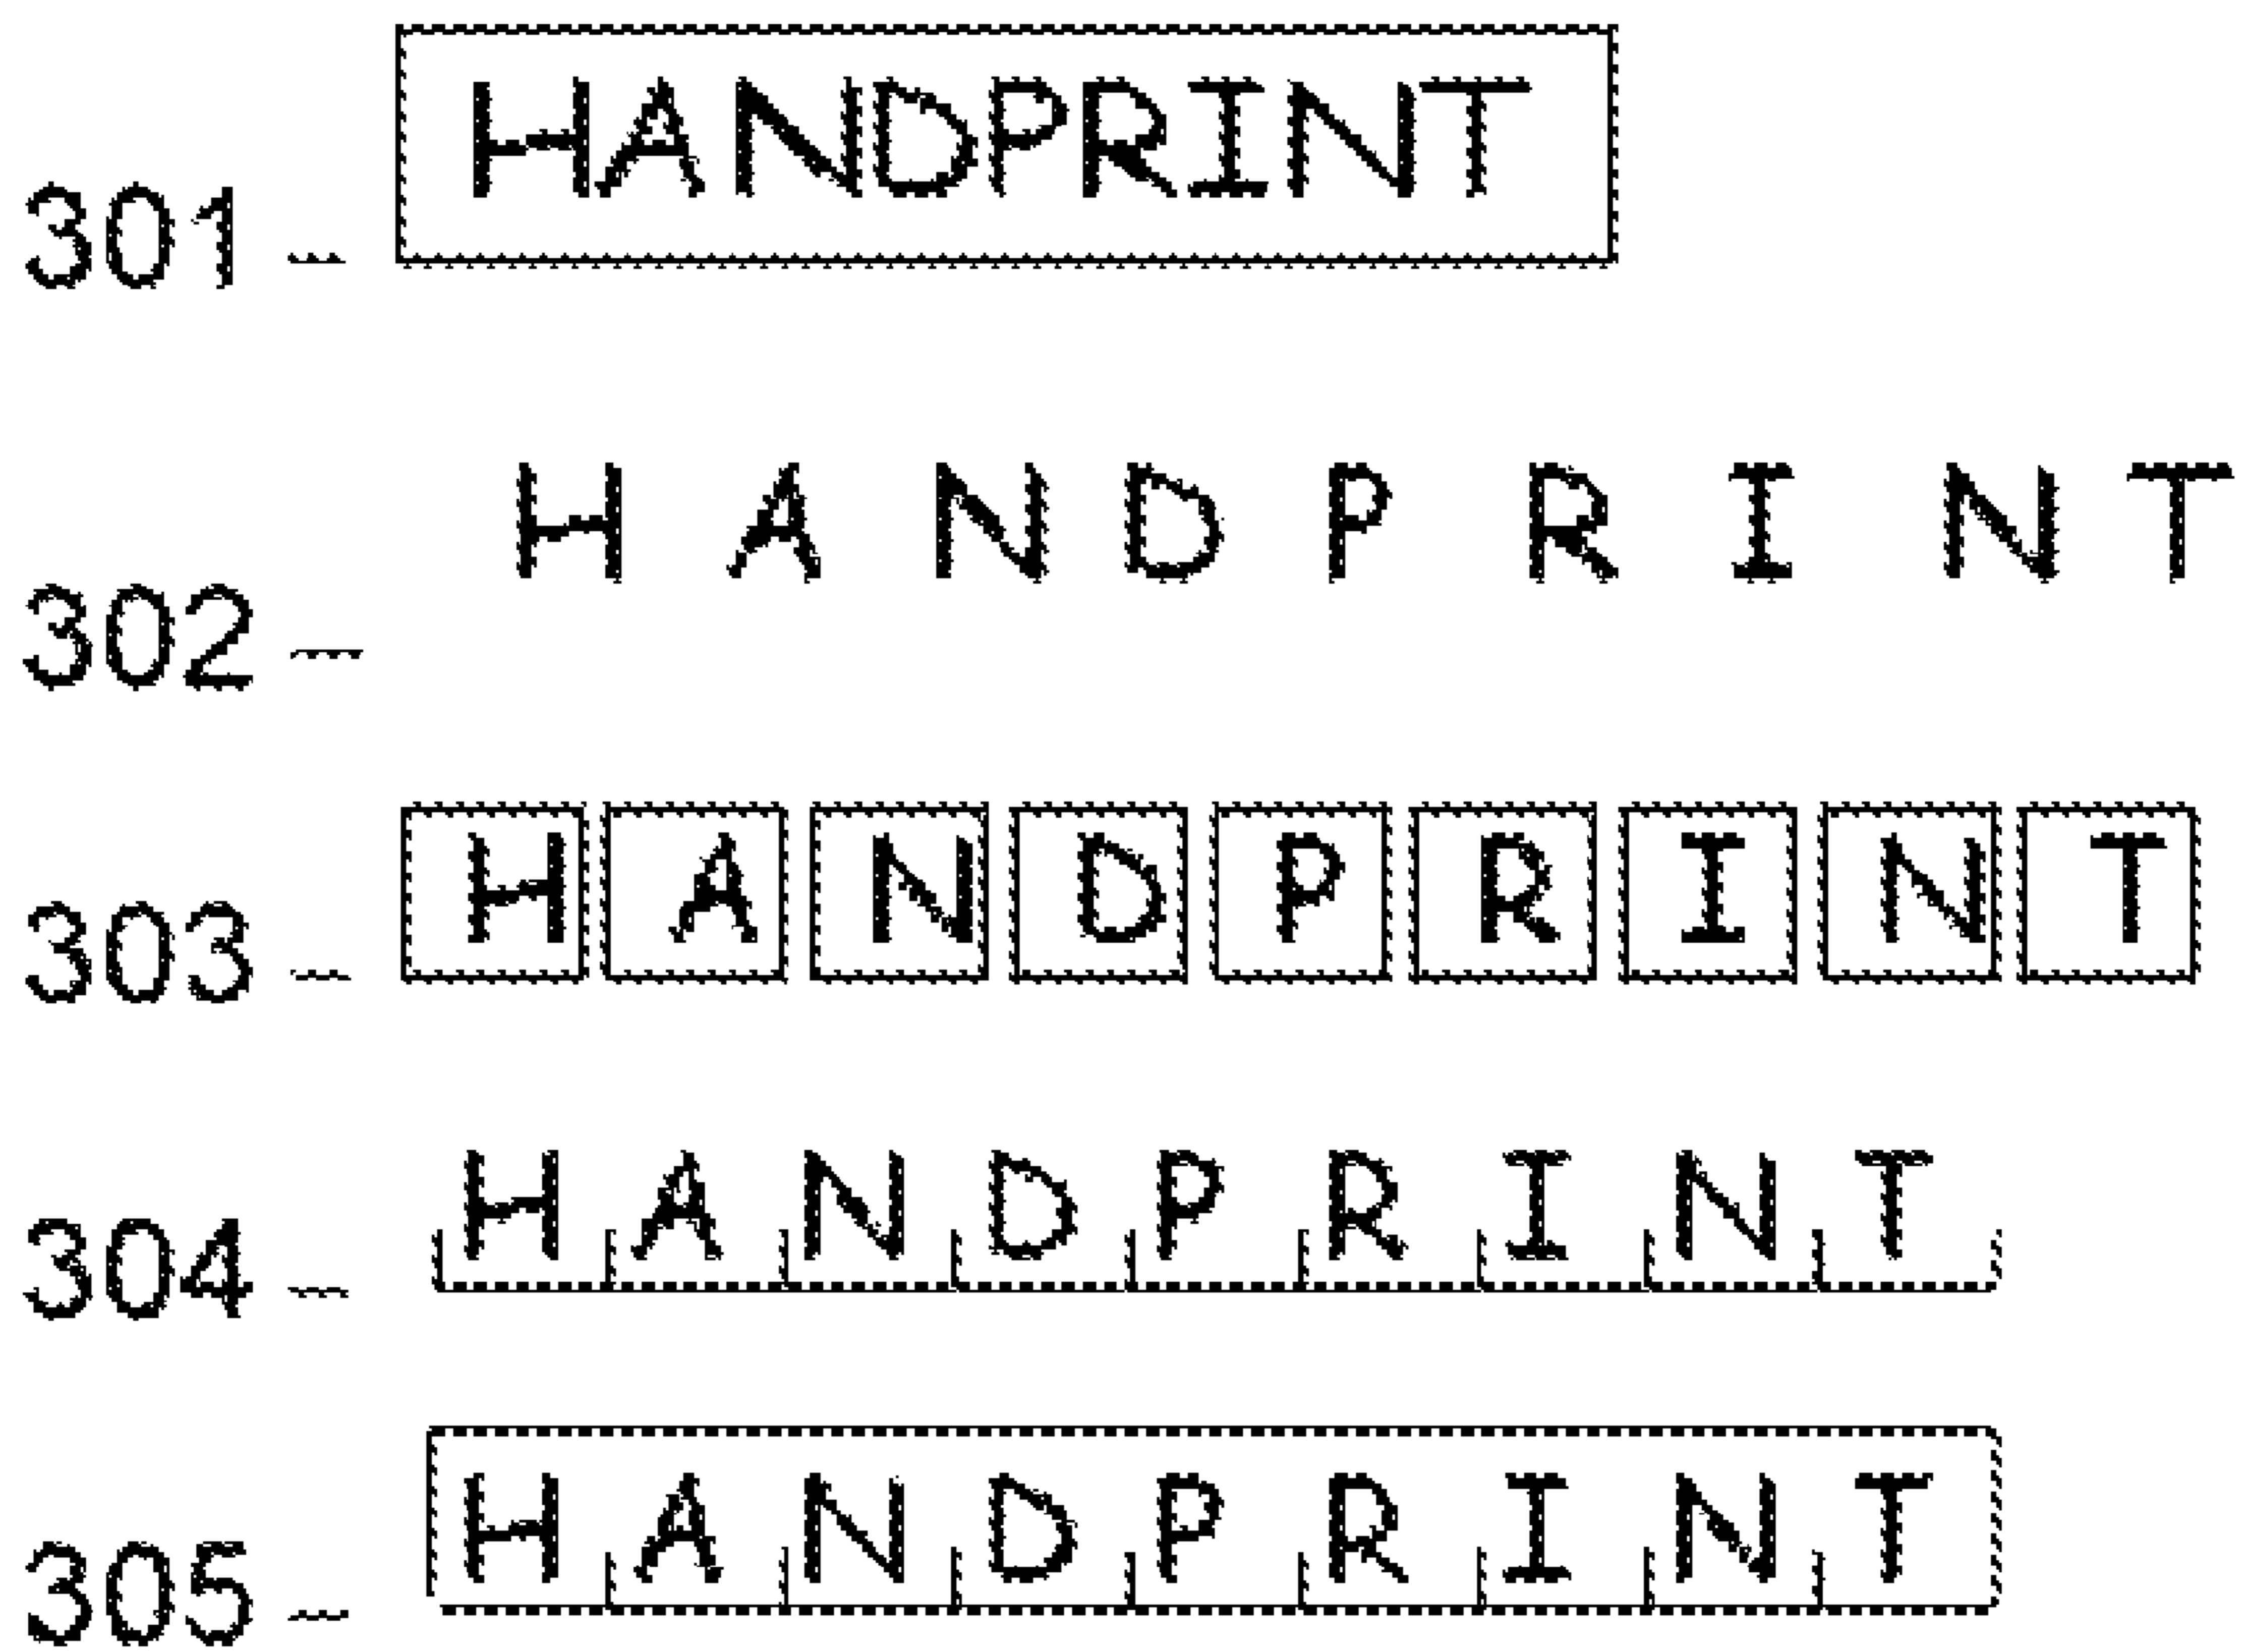 301 HANDPRINT
302 H A N D P R I N T
303 H A N D P R I N T
304 H A N D P R I N T
305 H A N D P R I N T